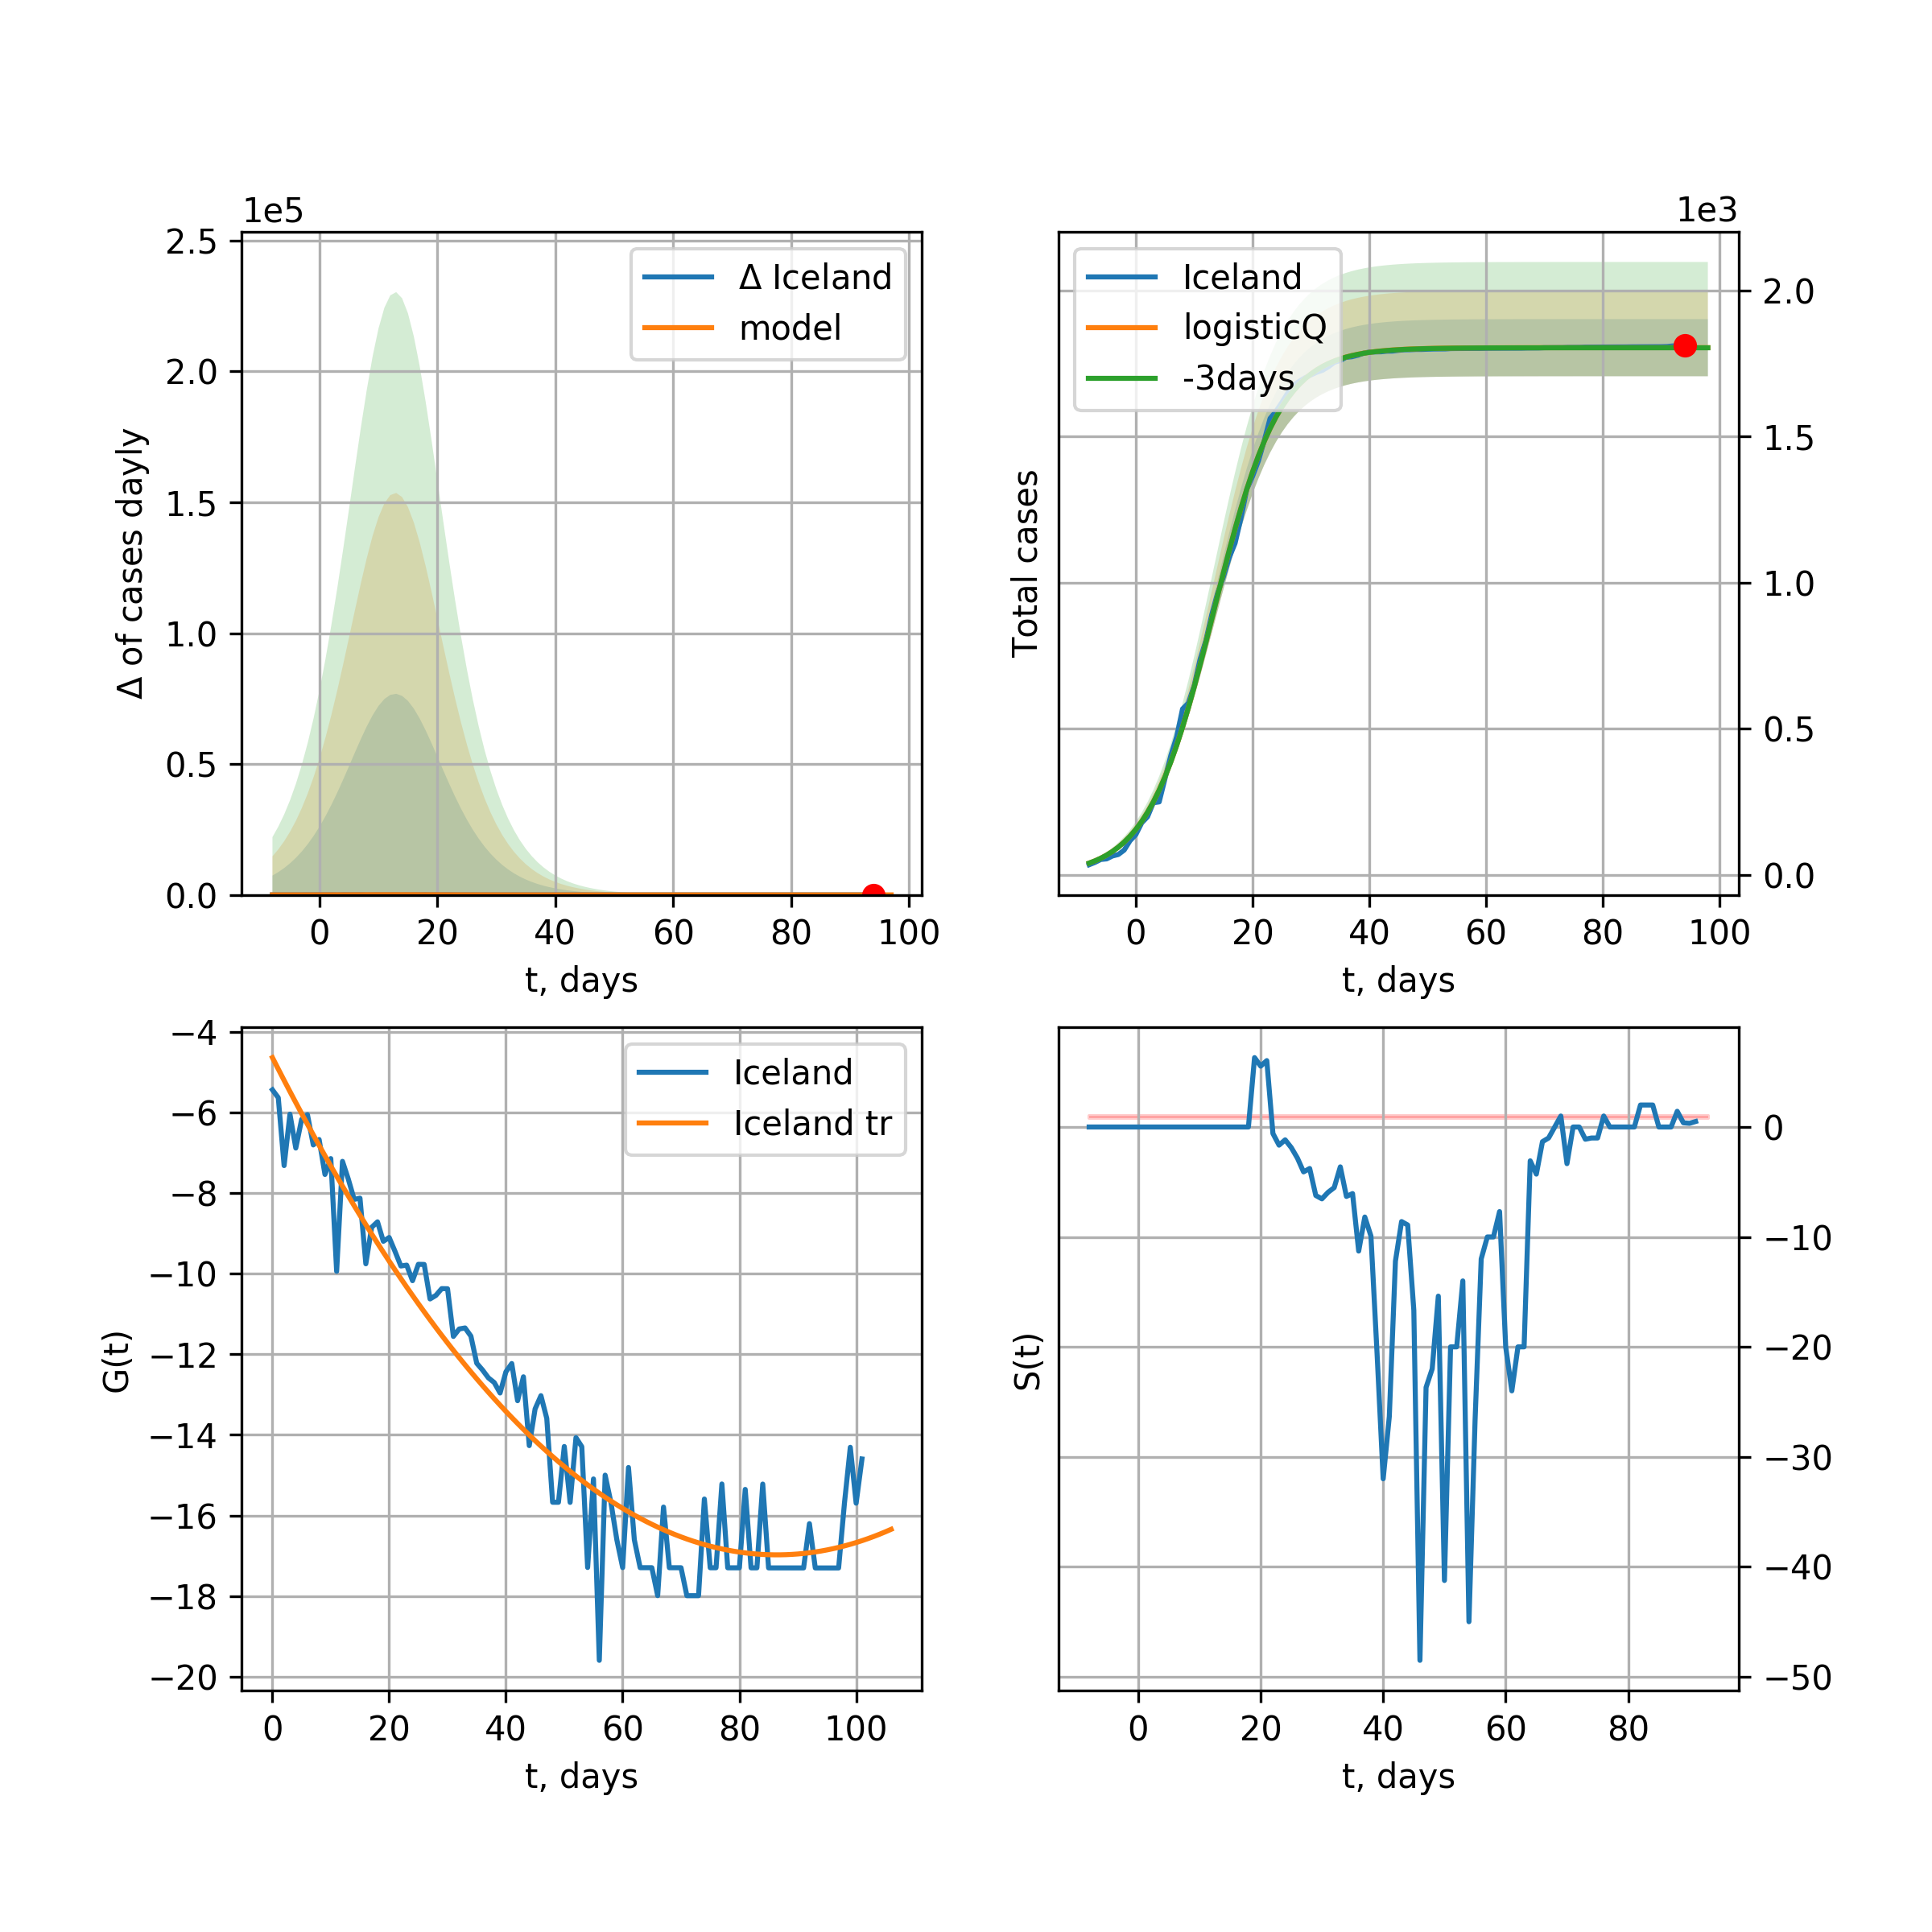 1e5
2.5
2.0
1.5
1.0
0.5
0.0
Δ of cases dayly
Δ Iceland
model
0 20 40 60 80 100
t, days
1e3
Iceland
logisticQ
-3days
Total cases
2.0
1.5
1.0
0.5
0.0
0 20 40 60 80 100
t, days
−4
−6
−8
−10
−12
−14
−16
−18
−20
G(t)
Iceland
Iceland tr
0 20 40 60 80 100
t, days
S(t)
0
−10
−20
−30
−40
−50
0 20 40 60 80
t, days